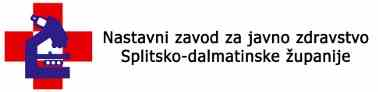 Nastavni zavod za javno zdravstvo
Splitsko-dalmatinske županije